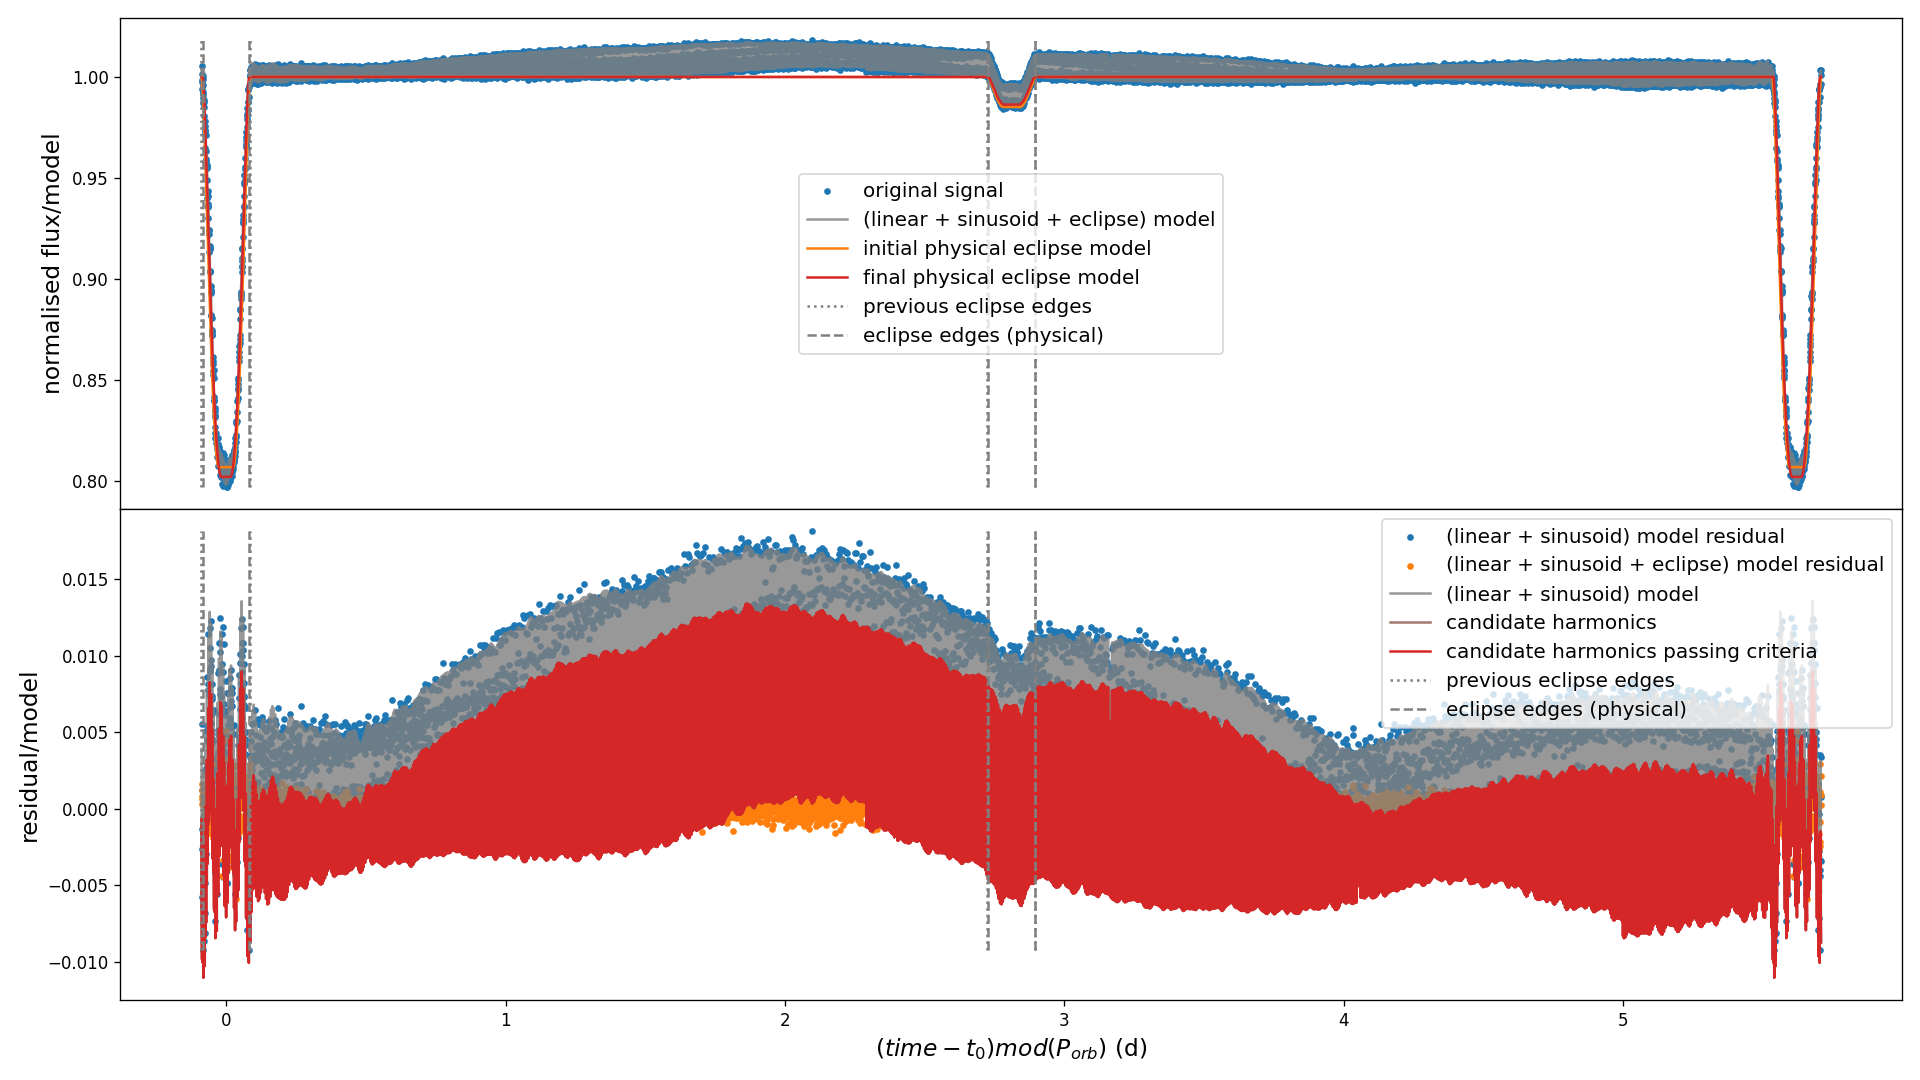 1.00
0.95
0.90
0.85
0.80
normalised flux/model
original signal
(linear + sinusoid + eclipse) model
initial physical eclipse model
final physical eclipse model
previous eclipse edges
eclipse edges (physical)
0.015
0.010
0.005
0.000
−0.005
−0.010
residual/model
(linear + sinusoid) model residual
(linear + sinusoid + eclipse) model residual
(linear + sinusoid) model
candidate harmonics
candidate harmonics passing criteria
previous eclipse edges
eclipse edges (physical)
0 1 2 3 4 5
(time − t₀)mod(P_orb) (d)